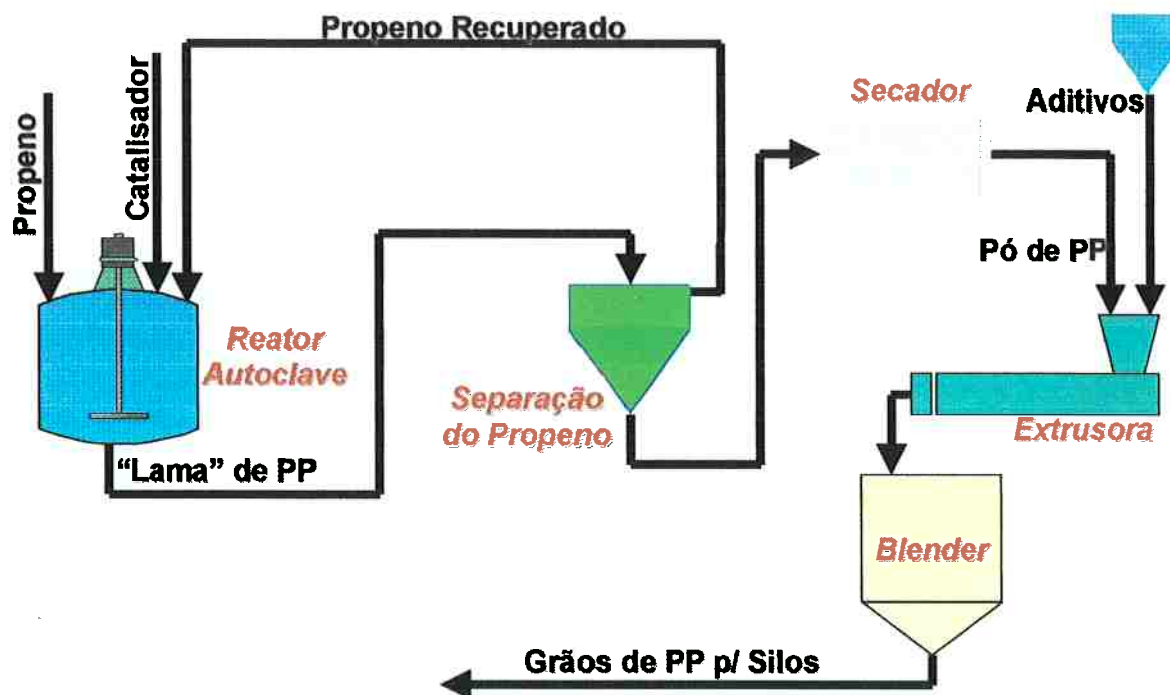 Propeno Recuperado
Propeno
Catalisador
Secador
Aditivos
Pó de PP
Reator
Autoclave
Separação
do Propeno
Extrusora
“Lama” de PP
Blender
Grãos de PP p/ Silos